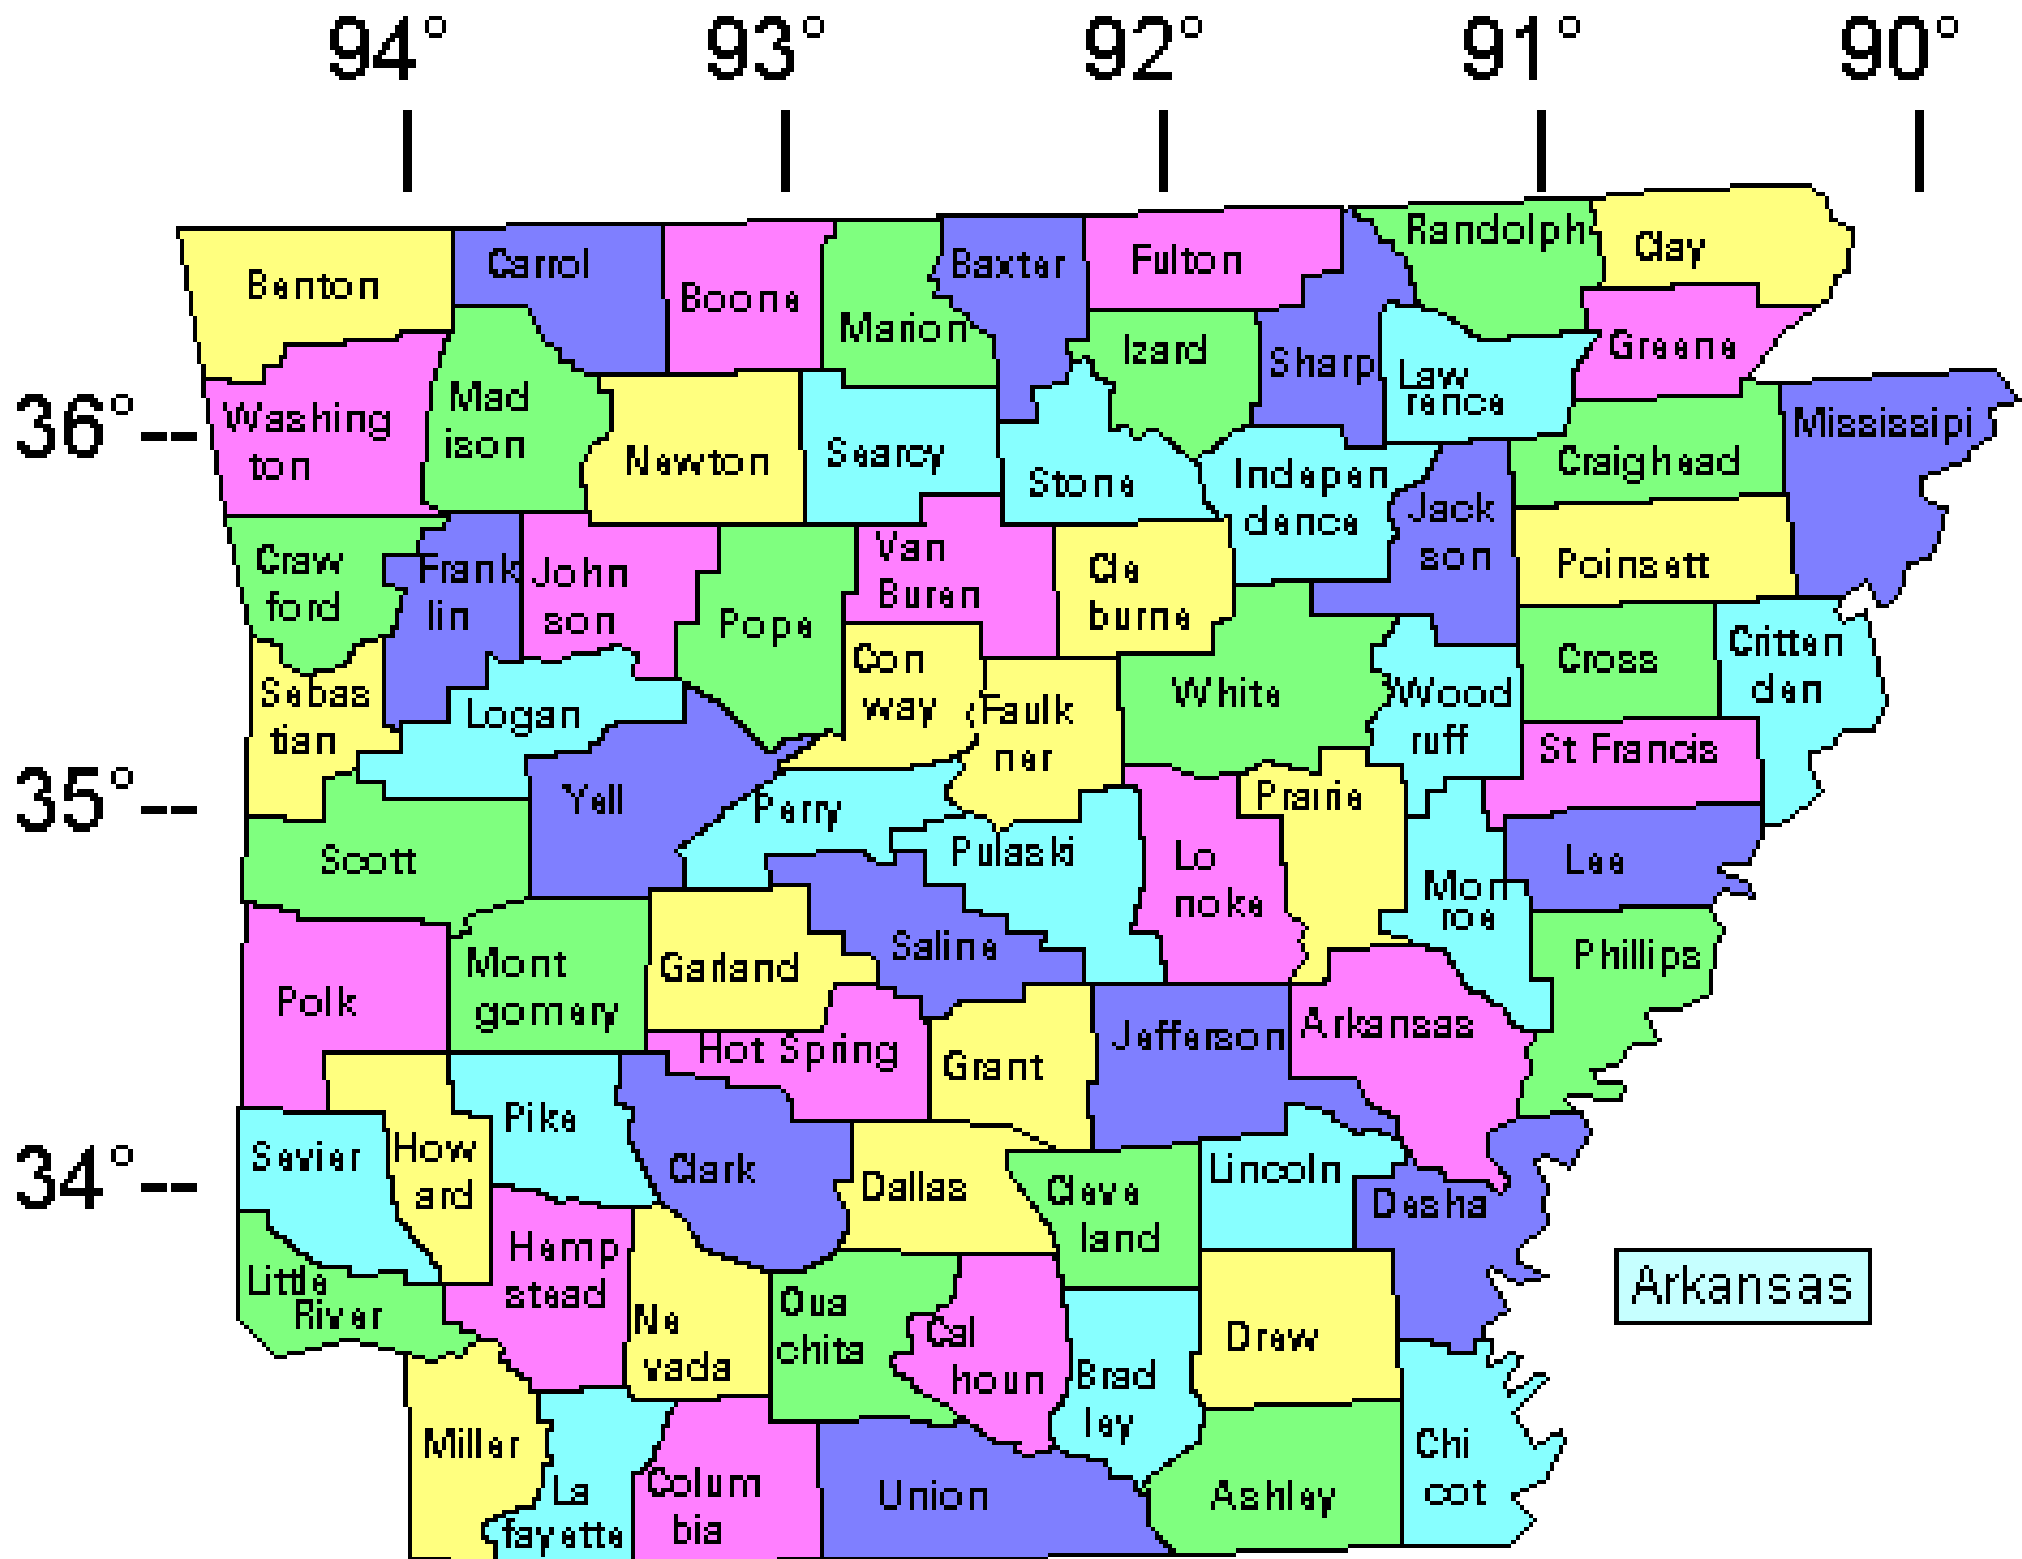 94° 93° 92° 91° 90°
Benton
Carrol
Boone
Marion
Baxter
Fulton
Randolph
Clay
Izard
Sharp
Law
rence
Greene
36°--
Washing
ton
Mad
ison
Newton
Searcy
Stone
Indepen
dence
Jack
son
Craighead
Mississipi
Craw
ford
Frank
lin
John
son
Pope
Van
Buren
Cle
burne
Poinsett
Sebas
tian
Logan
Con
way
Faulk
ner
White
Wood
ruff
Cross
Critten
den
St Francis
35°--
Scott
Yell
Perry
Pulaski
Lo
noke
Prairie
Mon
roe
Lee
Phillips
Polk
Mont
gomery
Garland
Saline
Hot Spring
Grant
Jefferson
Arkansas
34°--
Sevier
How
ard
Pike
Clark
Dallas
Cleve
land
Lincoln
Desha
Little
River
Hemp
stead
Ne
vada
Oua
chita
Cal
houn
Brad
ley
Drew
Arkansas
Miller
La
fayette
Colum
bia
Union
Ashley
Chi
cot